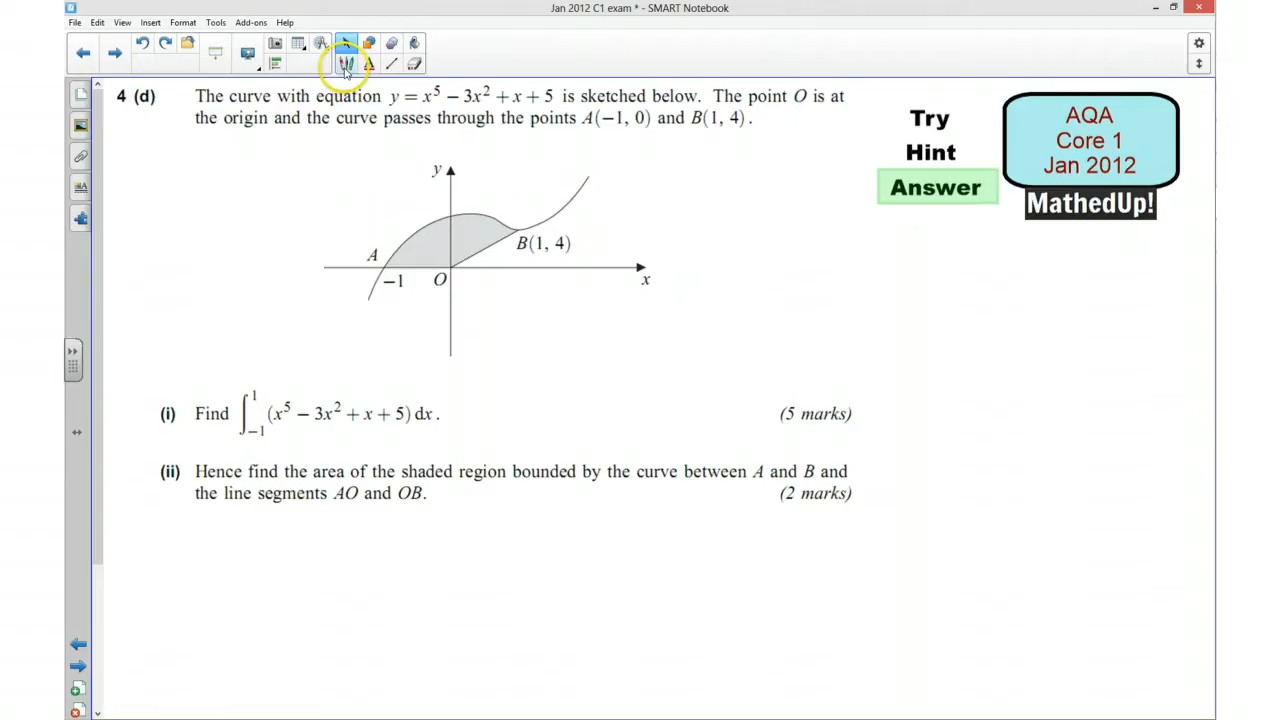 Jan 2012 C1 exam * - SMART Notebook
File Edit View Insert Format Tools Add-ons Help
4 (d) The curve with equation y = x⁵ − 3x² + x + 5 is sketched below. The point O is at
the origin and the curve passes through the points A(−1, 0) and B(1, 4).
Try
Hint
Answer
AQA
Core 1
Jan 2012
MathedUp!
y
A
B(1, 4)
−1
O
x
(i) Find ∫₋₁¹ (x⁵ − 3x² + x + 5) dx. (5 marks)
(ii) Hence find the area of the shaded region bounded by the curve between A and B and
the line segments AO and OB. (2 marks)